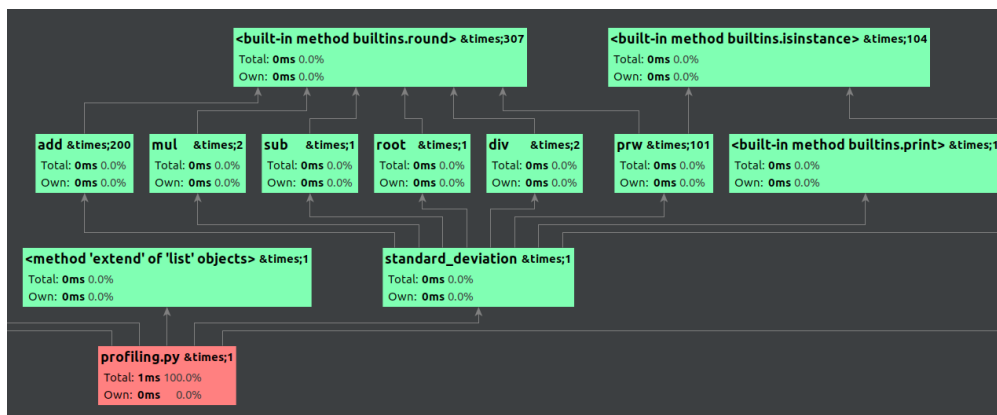 <built-in method builtins.round> &times;307
Total: 0ms 0.0%
Own: 0ms 0.0%
<built-in method builtins.isinstance> &times;104
Total: 0ms 0.0%
Own: 0ms 0.0%
add &times;200
Total: 0ms 0.0%
Own: 0ms 0.0%
mul &times;2
Total: 0ms 0.0%
Own: 0ms 0.0%
sub &times;1
Total: 0ms 0.0%
Own: 0ms 0.0%
root &times;1
Total: 0ms 0.0%
Own: 0ms 0.0%
div &times;2
Total: 0ms 0.0%
Own: 0ms 0.0%
prw &times;101
Total: 0ms 0.0%
Own: 0ms 0.0%
<built-in method builtins.print> &times;1
Total: 0ms 0.0%
Own: 0ms 0.0%
<method 'extend' of 'list' objects> &times;1
Total: 0ms 0.0%
Own: 0ms 0.0%
standard_deviation &times;1
Total: 0ms 0.0%
Own: 0ms 0.0%
profiling.py &times;1
Total: 1ms 100.0%
Own: 0ms 0.0%